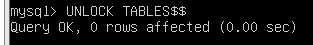 mysql> UNLOCK TABLES$$
Query OK, 0 rows affected (0.00 sec)